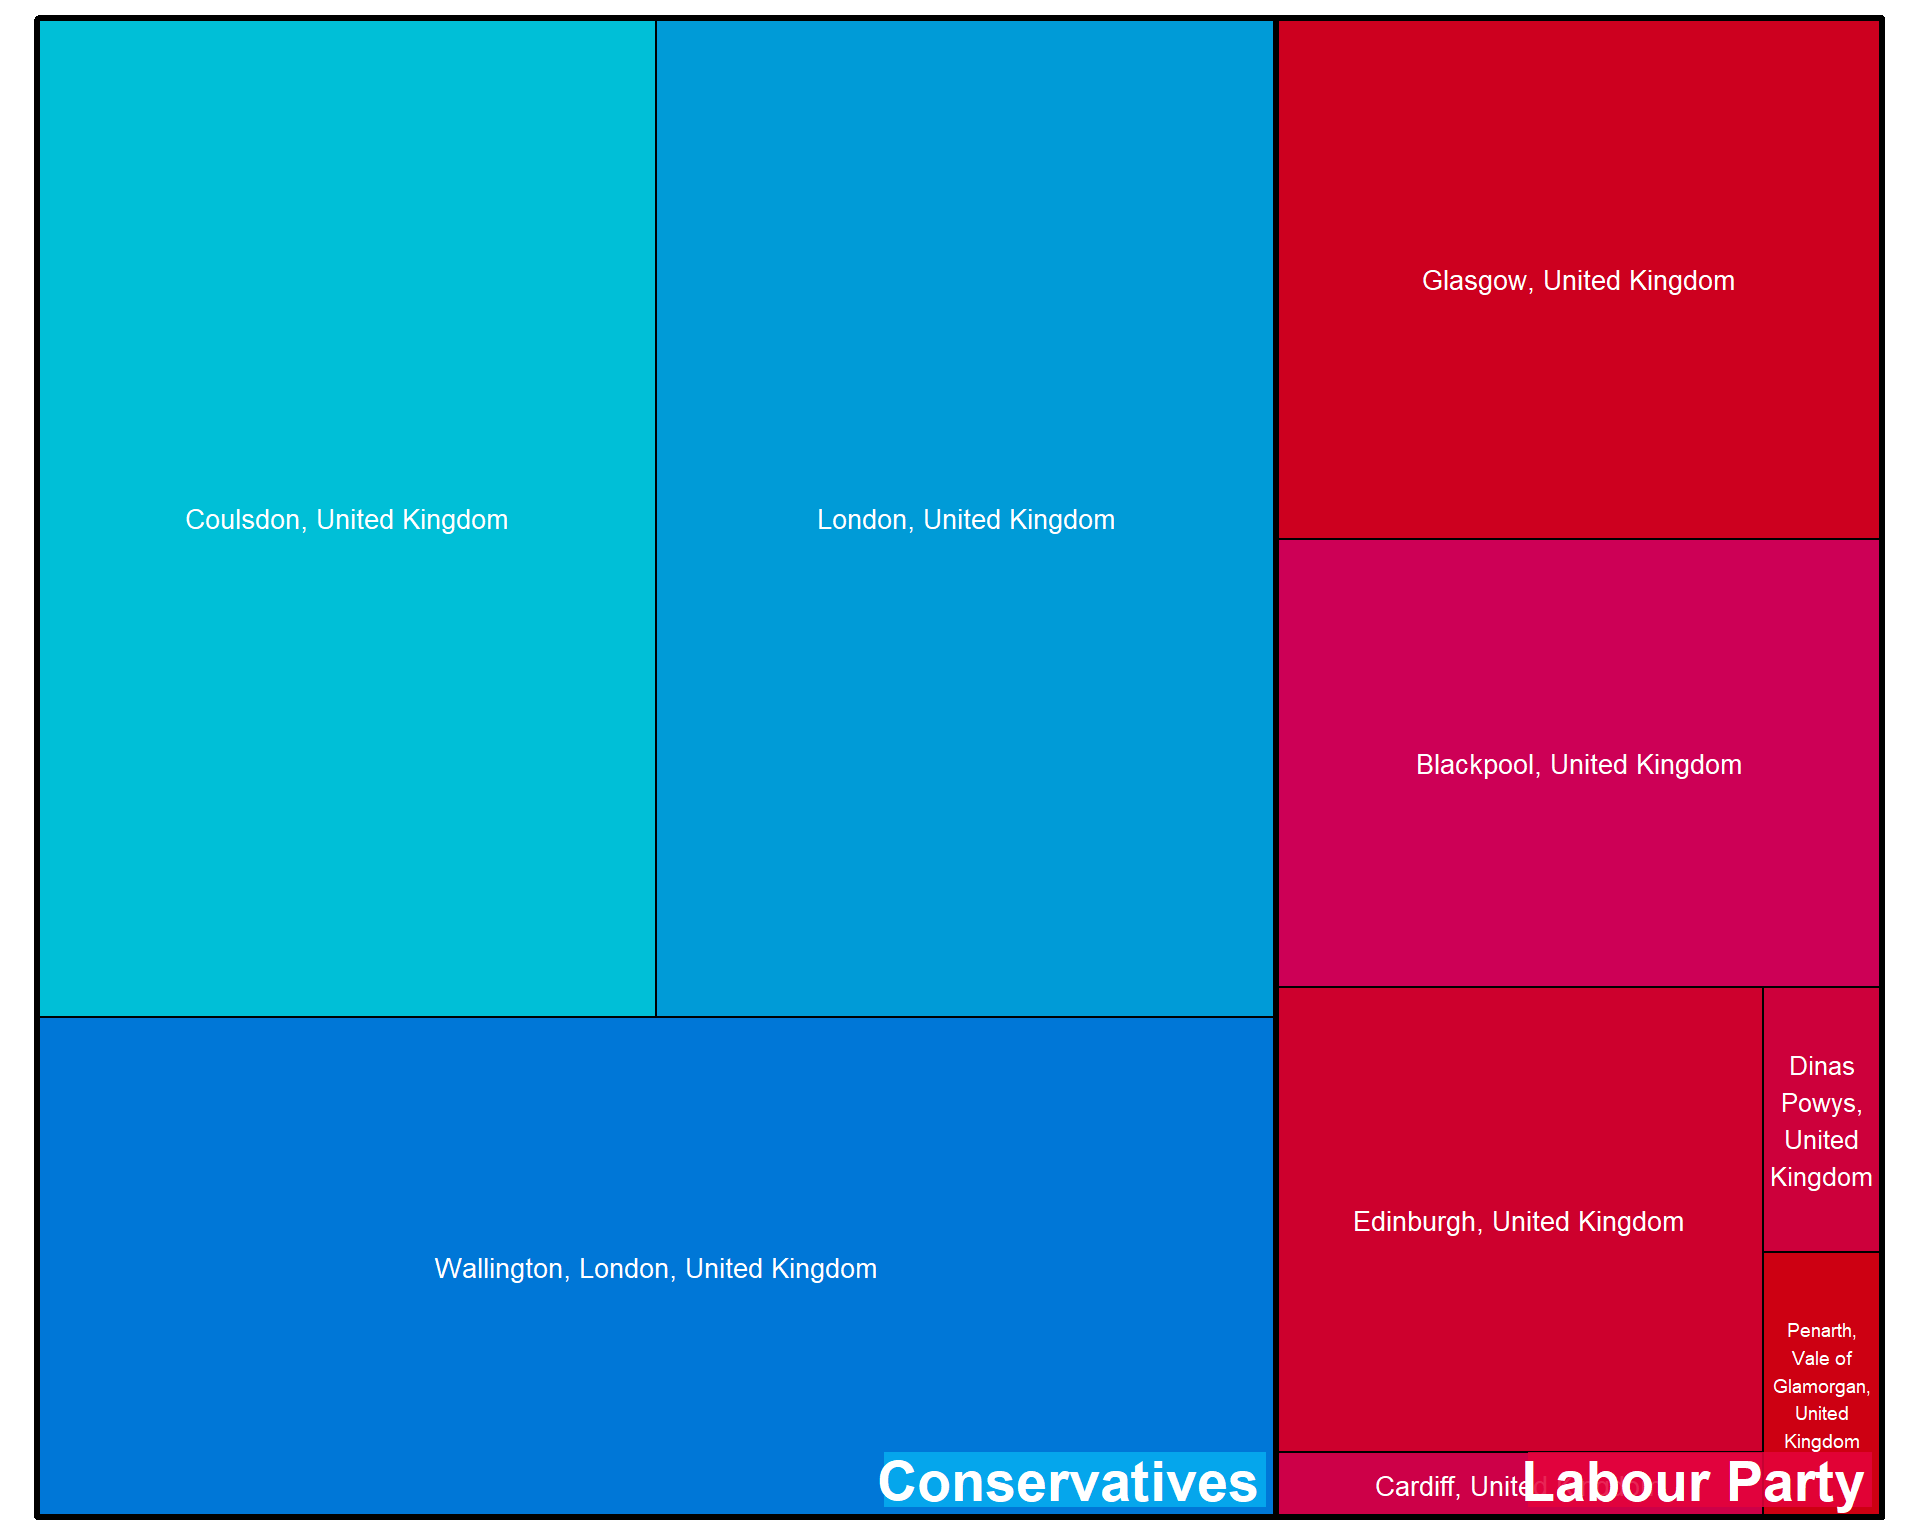 Coulsdon, United Kingdom
London, United Kingdom
Wallington, London, United Kingdom
Conservatives
Glasgow, United Kingdom
Blackpool, United Kingdom
Edinburgh, United Kingdom
Dinas
Powys,
United
Kingdom
Penarth,
Vale of
Glamorgan,
United
Kingdom
Cardiff, United
Labour Party